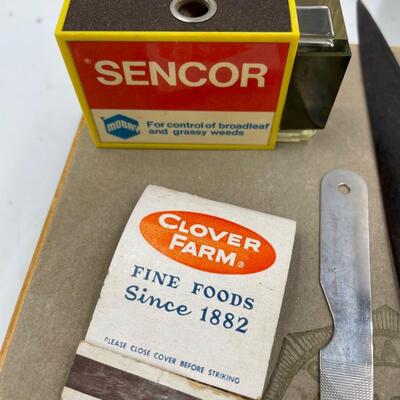 SENCOR
MOBAY
For control of broadleaf
and grassy weeds
CLOVER
FARM®
FINE FOODS
Since 1882
PLEASE CLOSE COVER BEFORE STRIKING